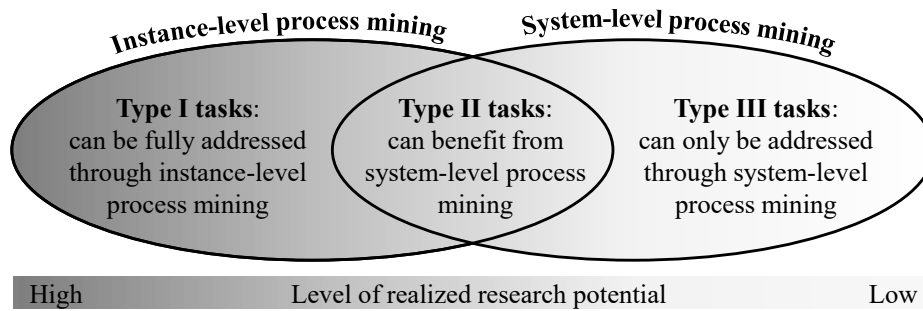 Instance-level process mining
System-level process mining
Type I tasks:
can be fully addressed
through instance-level
process mining
Type II tasks:
can benefit from
system-level process
mining
Type III tasks:
can only be addressed
through system-level
process mining
High Level of realized research potential Low